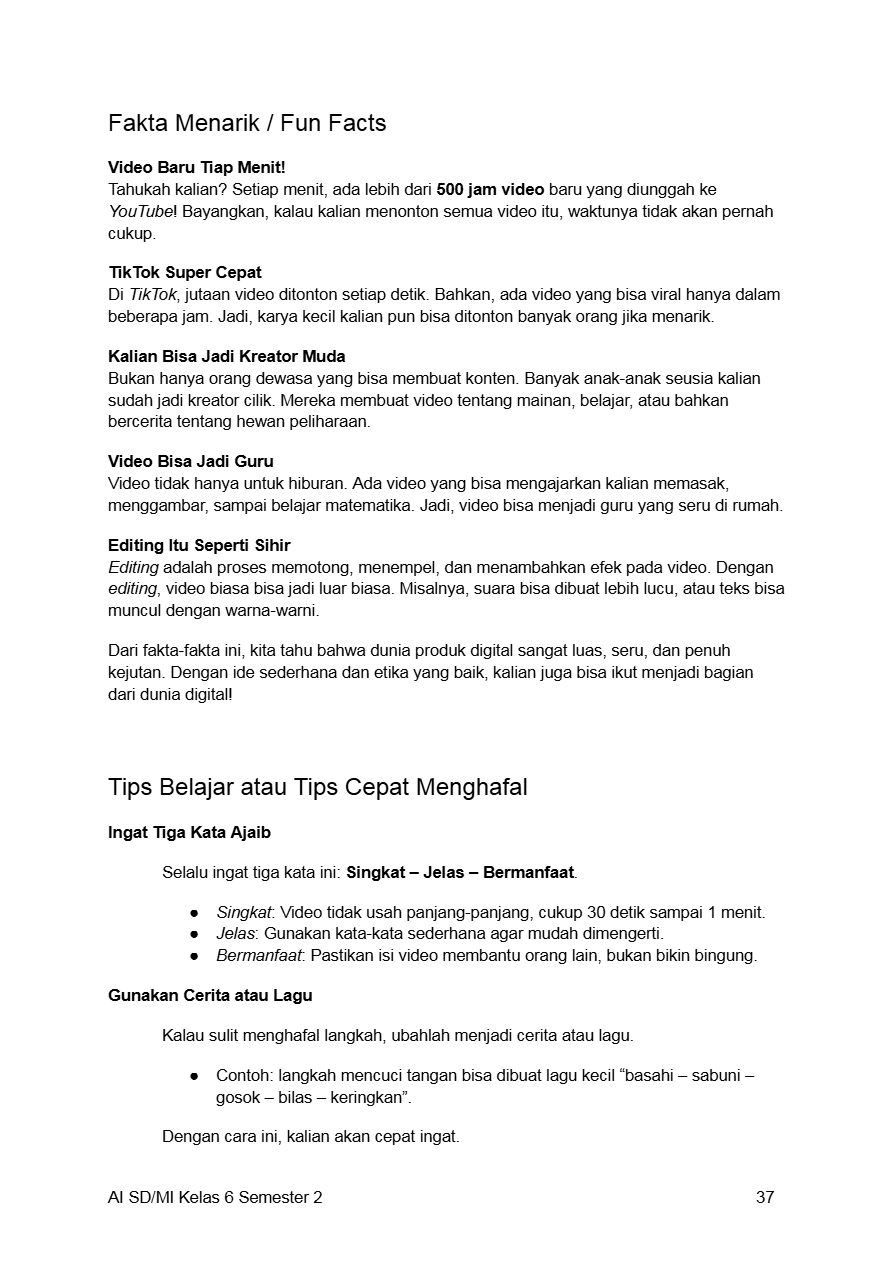 Fakta Menarik / Fun Facts
Video Baru Tiap Menit!
Tahukah kalian? Setiap menit, ada lebih dari 500 jam video baru yang diunggah ke
YouTube! Bayangkan, kalau kalian menonton semua video itu, waktunya tidak akan pernah
cukup.
TikTok Super Cepat
Di TikTok, jutaan video ditonton setiap detik. Bahkan, ada video yang bisa viral hanya dalam
beberapa jam. Jadi, karya kecil kalian pun bisa ditonton banyak orang jika menarik.
Kalian Bisa Jadi Kreator Muda
Bukan hanya orang dewasa yang bisa membuat konten. Banyak anak-anak seusia kalian
sudah jadi kreator cilik. Mereka membuat video tentang mainan, belajar, atau bahkan
bercerita tentang hewan peliharaan.
Video Bisa Jadi Guru
Video tidak hanya untuk hiburan. Ada video yang bisa mengajarkan kalian memasak,
menggambar, sampai belajar matematika. Jadi, video bisa menjadi guru yang seru di rumah.
Editing Itu Seperti Sihir
Editing adalah proses memotong, menempel, dan menambahkan efek pada video. Dengan
editing, video biasa bisa jadi luar biasa. Misalnya, suara bisa dibuat lebih lucu, atau teks bisa
muncul dengan warna-warni.
Dari fakta-fakta ini, kita tahu bahwa dunia produk digital sangat luas, seru, dan penuh
kejutan. Dengan ide sederhana dan etika yang baik, kalian juga bisa ikut menjadi bagian
dari dunia digital!
Tips Belajar atau Tips Cepat Menghafal
Ingat Tiga Kata Ajaib
Selalu ingat tiga kata ini: Singkat – Jelas – Bermanfaat.
● Singkat: Video tidak usah panjang-panjang, cukup 30 detik sampai 1 menit.
● Jelas: Gunakan kata-kata sederhana agar mudah dimengerti.
● Bermanfaat: Pastikan isi video membantu orang lain, bukan bikin bingung.
Gunakan Cerita atau Lagu
Kalau sulit menghafal langkah, ubahlah menjadi cerita atau lagu.
● Contoh: langkah mencuci tangan bisa dibuat lagu kecil “basahi – sabuni –
gosok – bilas – keringkan”.
Dengan cara ini, kalian akan cepat ingat.
AI SD/MI Kelas 6 Semester 2 37